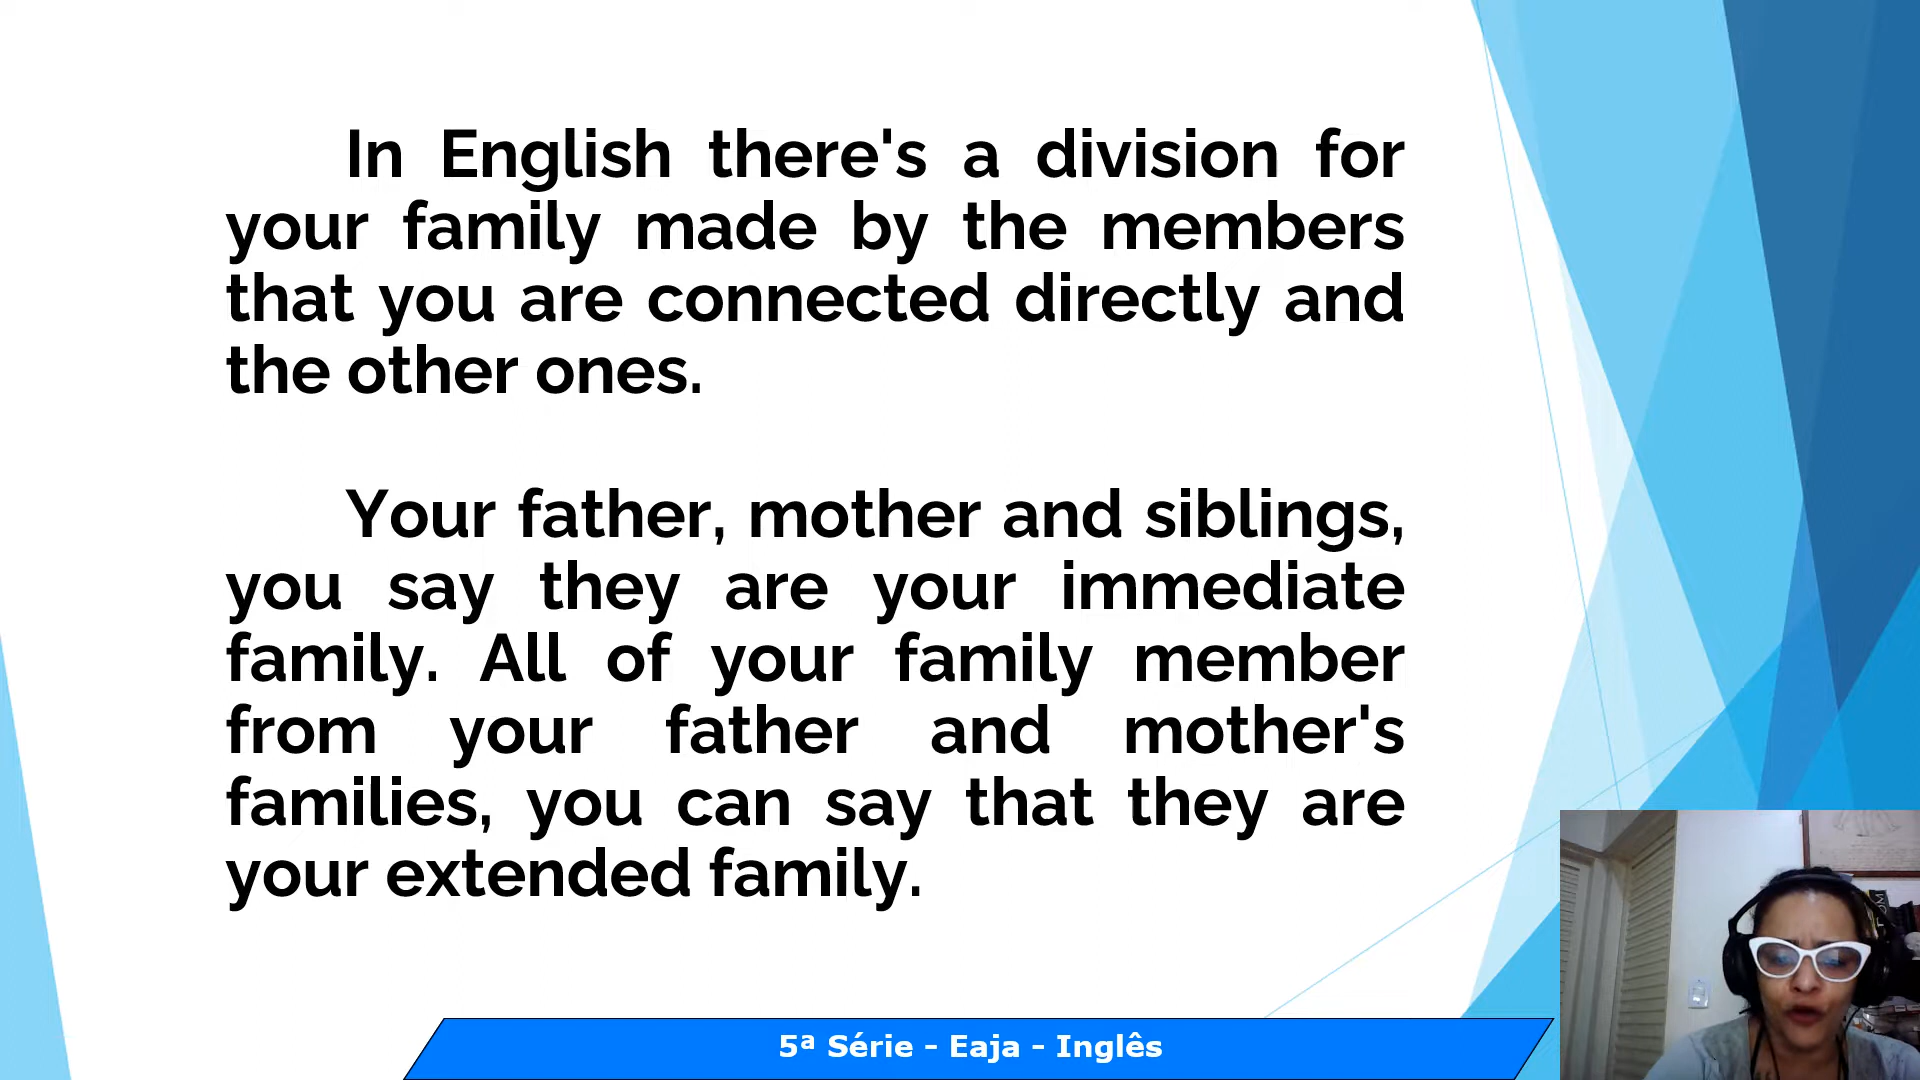 In English there's a division for
your family made by the members
that you are connected directly and
the other ones.
Your father, mother and siblings,
you say they are your immediate
family. All of your family member
from your father and mother's
families, you can say that they are
your extended family.
5ª Série - Eaja - Inglês